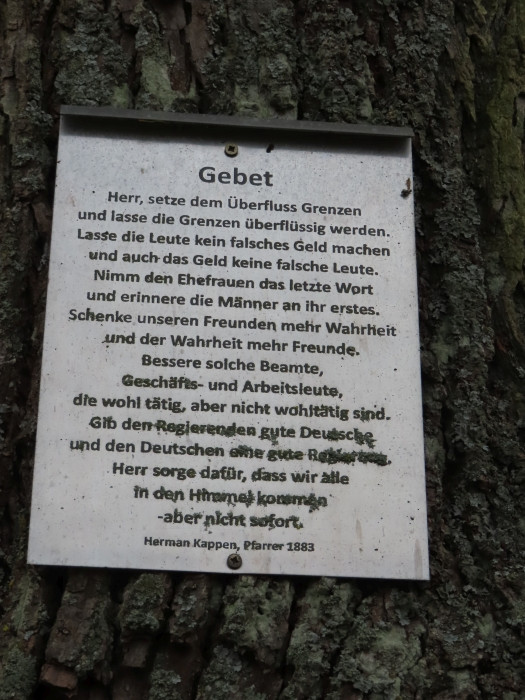 Gebet
Herr, setze dem Überfluss Grenzen
und lasse die Grenzen überflüssig werden.
Lasse die Leute kein falsches Geld machen
und auch das Geld keine falsche Leute.
Nimm den Ehefrauen das letzte Wort
und erinnere die Männer an ihr erstes.
Schenke unseren Freunden mehr Wahrheit
und der Wahrheit mehr Freunde.
Bessere solche Beamte,
Geschäfts- und Arbeitsleute,
die wohl tätig, aber nicht wohltätig sind.
Gib den Regierenden gute Deutsche
und den Deutschen eine gute Regierung.
Herr sorge dafür, dass wir alle
in den Himmel kommen
-aber nicht sofort.
Herman Kappen, Pfarrer 1883